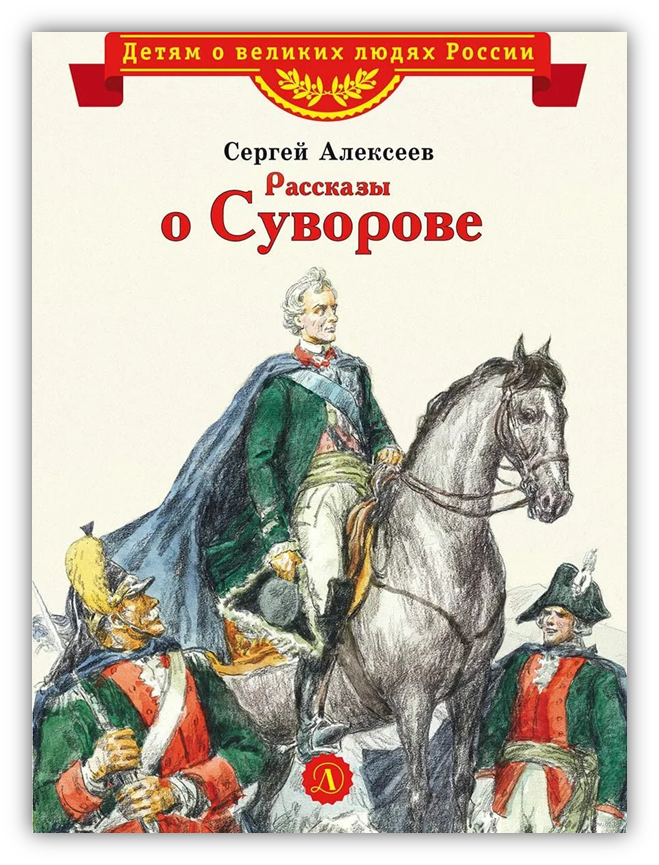 Детям о великих людях России
Сергей Алексеев
Рассказы
о Суворове
Д